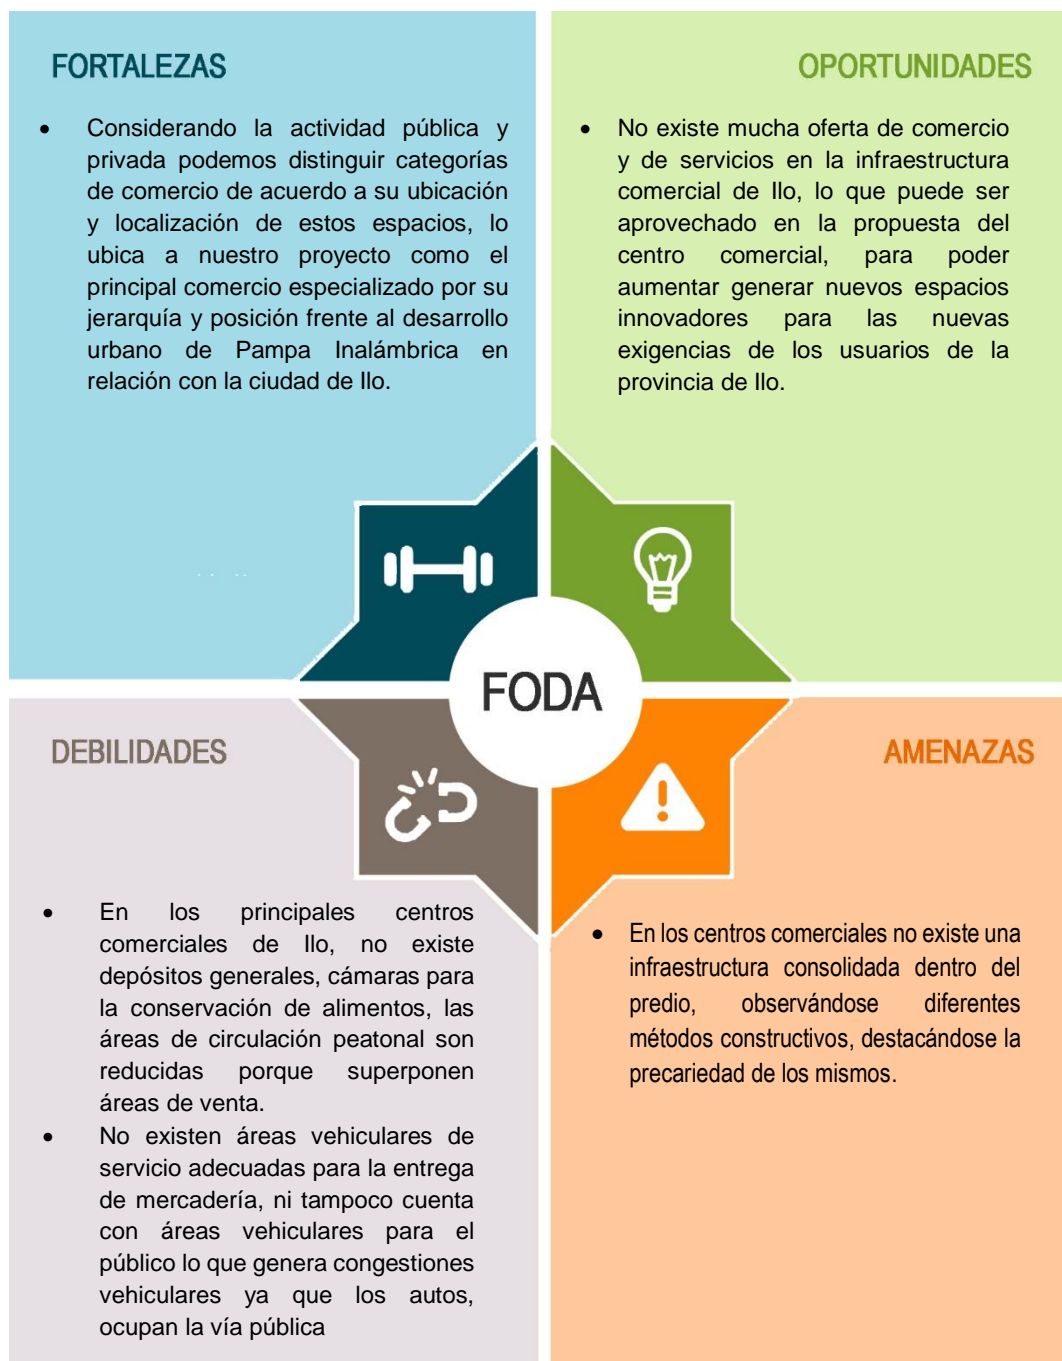 FORTALEZAS
• Considerando la actividad pública y
privada podemos distinguir categorías
de comercio de acuerdo a su ubicación
y localización de estos espacios, lo
ubica a nuestro proyecto como el
principal comercio especializado por su
jerarquía y posición frente al desarrollo
urbano de Pampa Inalámbrica en
relación con la ciudad de Ilo.
OPORTUNIDADES
• No existe mucha oferta de comercio
y de servicios en la infraestructura
comercial de Ilo, lo que puede ser
aprovechado en la propuesta del
centro comercial, para poder
aumentar generar nuevos espacios
innovadores para las nuevas
exigencias de los usuarios de la
provincia de Ilo.
FODA
DEBILIDADES
• En los principales centros
comerciales de Ilo, no existe
depósitos generales, cámaras para
la conservación de alimentos, las
áreas de circulación peatonal son
reducidas porque superponen
áreas de venta.
• No existen áreas vehiculares de
servicio adecuadas para la entrega
de mercadería, ni tampoco cuenta
con áreas vehiculares para el
público lo que genera congestiones
vehiculares ya que los autos,
ocupan la vía pública
AMENAZAS
• En los centros comerciales no existe una
infraestructura consolidada dentro del
predio, observándose diferentes
métodos constructivos, destacándose la
precariedad de los mismos.